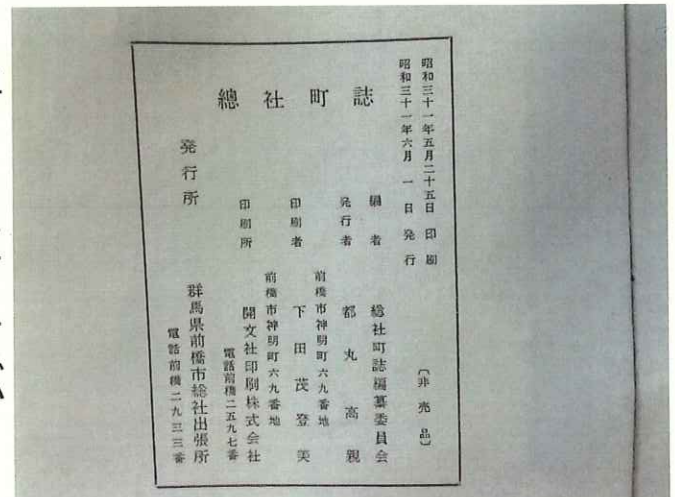 昭和三十一年五月二十五日 印刷
昭和三十一年六月 一日 発行
〔非売品〕
總社町誌
編者 総社町誌編纂委員会
発行者 都丸高親
前橋市神明町六九番地
印刷者 下田茂登美
前橋市神明町六九番地
印刷所 開文社印刷株式会社
電話前橋二五九七番
発行所 群馬県前橋市総社出張所
電話前橋二九三三番